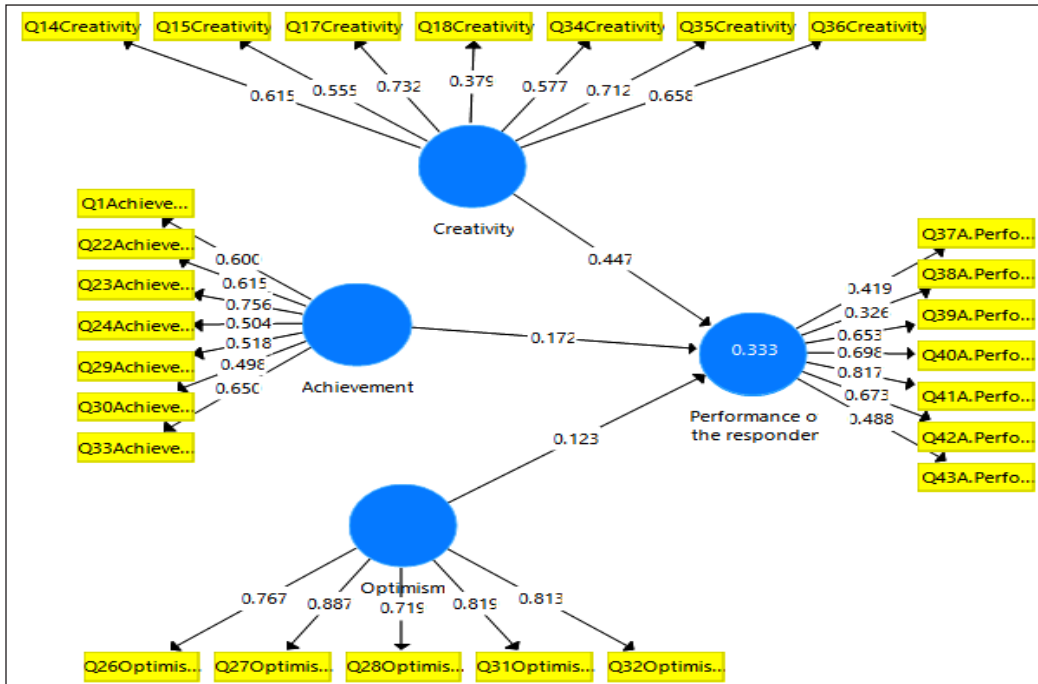 Q14Creativity
Q15Creativity
Q17Creativity
Q18Creativity
Q34Creativity
Q35Creativity
Q36Creativity
0.615
0.555
0.732
0.379
0.577
0.712
0.658
Creativity
Q1Achieve...
Q22Achieve...
Q23Achieve...
Q24Achieve...
Q29Achieve...
Q30Achieve...
Q33Achieve...
0.600
0.615
0.756
0.504
0.518
0.498
0.650
Achievement
0.447
0.172
0.123
0.333
Performance o
the responder
0.419
0.326
0.653
0.698
0.817
0.673
0.488
Q37A.Perfo...
Q38A.Perfo...
Q39A.Perfo...
Q40A.Perfo...
Q41A.Perfo...
Q42A.Perfo...
Q43A.Perfo...
Optimism
0.767
0.887
0.719
0.819
0.813
Q26Optimis...
Q27Optimis...
Q28Optimis...
Q31Optimis...
Q32Optimis...